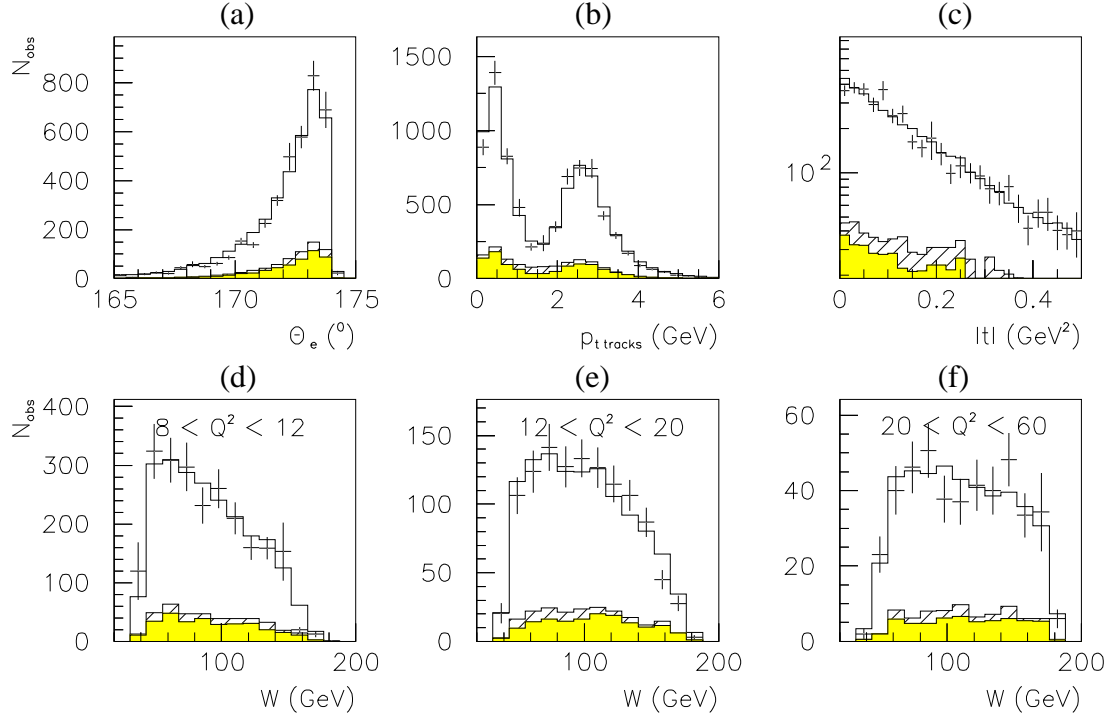 (a)
N_obs
800
600
400
200
0
165 170 175
Θ_e (⁰)
(b)
1500
1000
500
0
0 2 4 6
p_t tracks (GeV)
(c)
10²
0 0.2 0.4
|t| (GeV²)
(d)
N_obs
8 < Q² < 12
400
300
200
100
0
100 200
W (GeV)
(e)
12 < Q² < 20
150
100
50
0
100 200
W (GeV)
(f)
20 < Q² < 60
60
40
20
0
100 200
W (GeV)